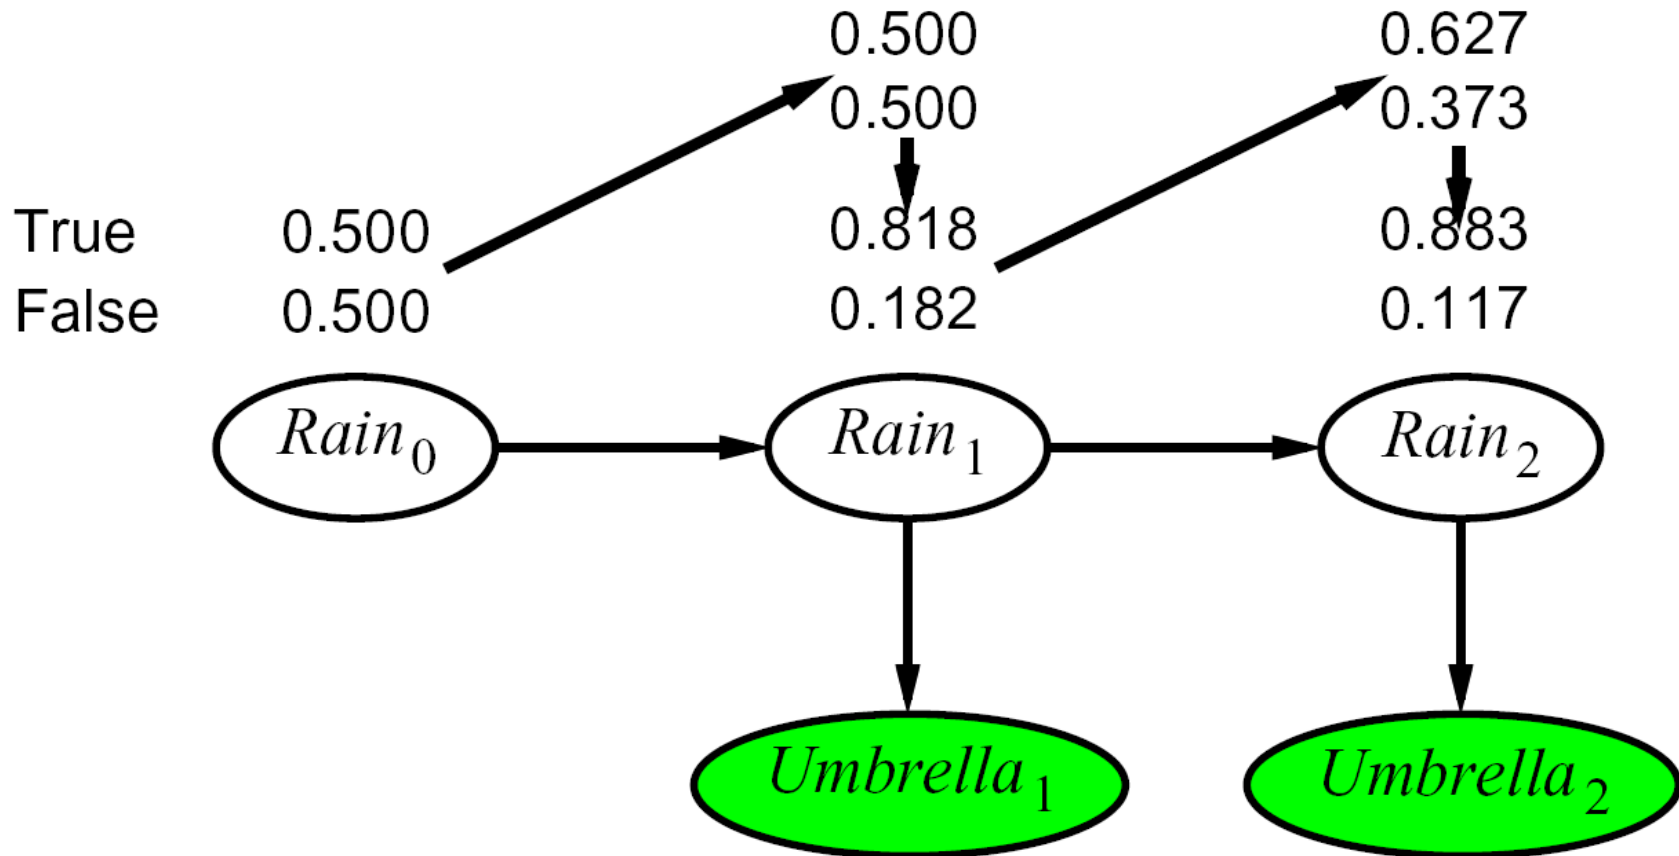 0.500 0.627
0.500 0.373
True 0.500 0.818 0.883
False 0.500 0.182 0.117
Rain0 Rain1 Rain2
Umbrella1 Umbrella2